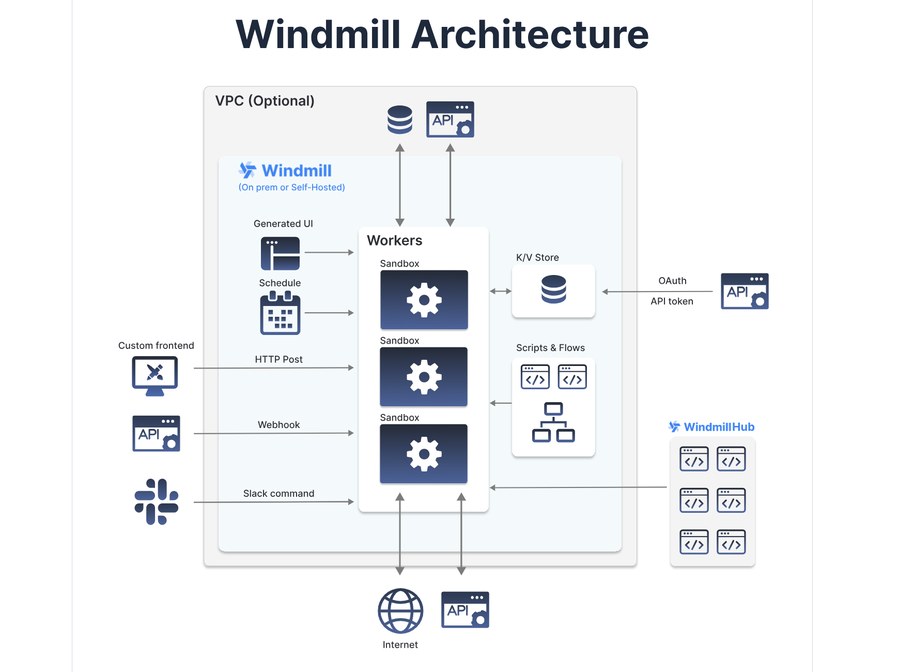 Windmill Architecture
VPC (Optional)
API
Windmill
(On prem or Self-Hosted)
Generated UI
Workers
Sandbox
K/V Store
Schedule
OAuth
API
API token
Sandbox
Custom frontend
HTTP Post
Scripts & Flows
Sandbox
API
Webhook
WindmillHub
Slack command
API
Internet